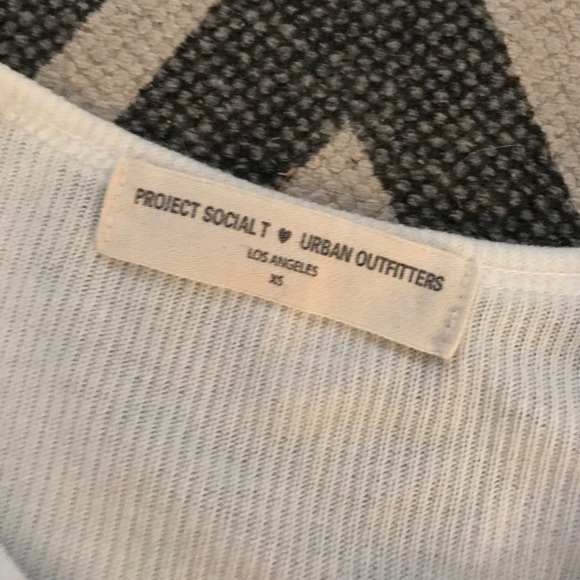 PROJECT SOCIAL T ♥ URBAN OUTFITTERS
LOS ANGELES
XS